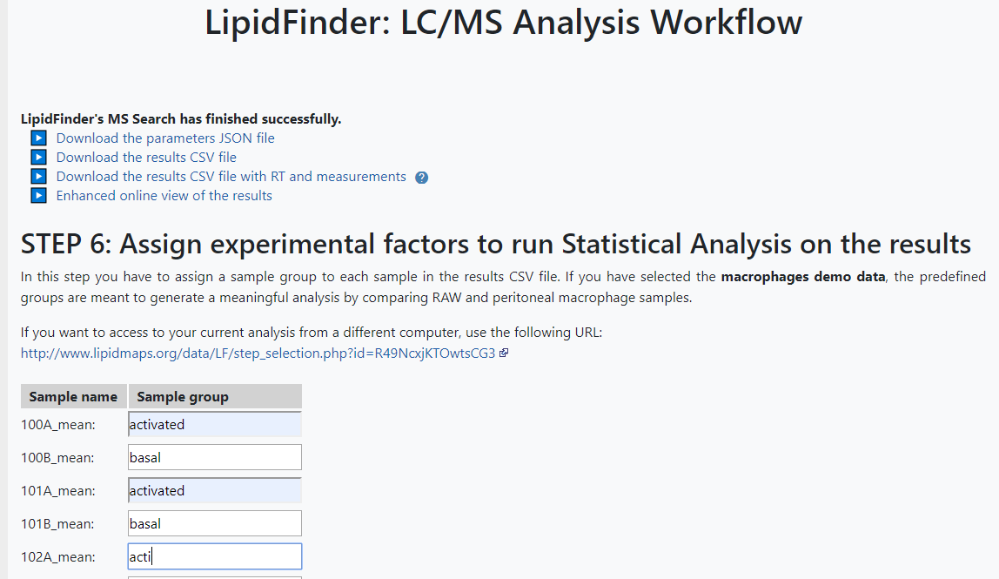 LipidFinder: LC/MS Analysis Workflow
LipidFinder's MS Search has finished successfully.
Download the parameters JSON file
Download the results CSV file
Download the results CSV file with RT and measurements ?
Enhanced online view of the results
STEP 6: Assign experimental factors to run Statistical Analysis on the results
In this step you have to assign a sample group to each sample in the results CSV file. If you have selected the macrophages demo data, the predefined
groups are meant to generate a meaningful analysis by comparing RAW and peritoneal macrophage samples.
If you want to access to your current analysis from a different computer, use the following URL:
http://www.lipidmaps.org/data/LF/step_selection.php?id=R49NcxjKTOwtsCG3
Sample name Sample group
100A_mean: activated
100B_mean: basal
101A_mean: activated
101B_mean: basal
102A_mean: acti